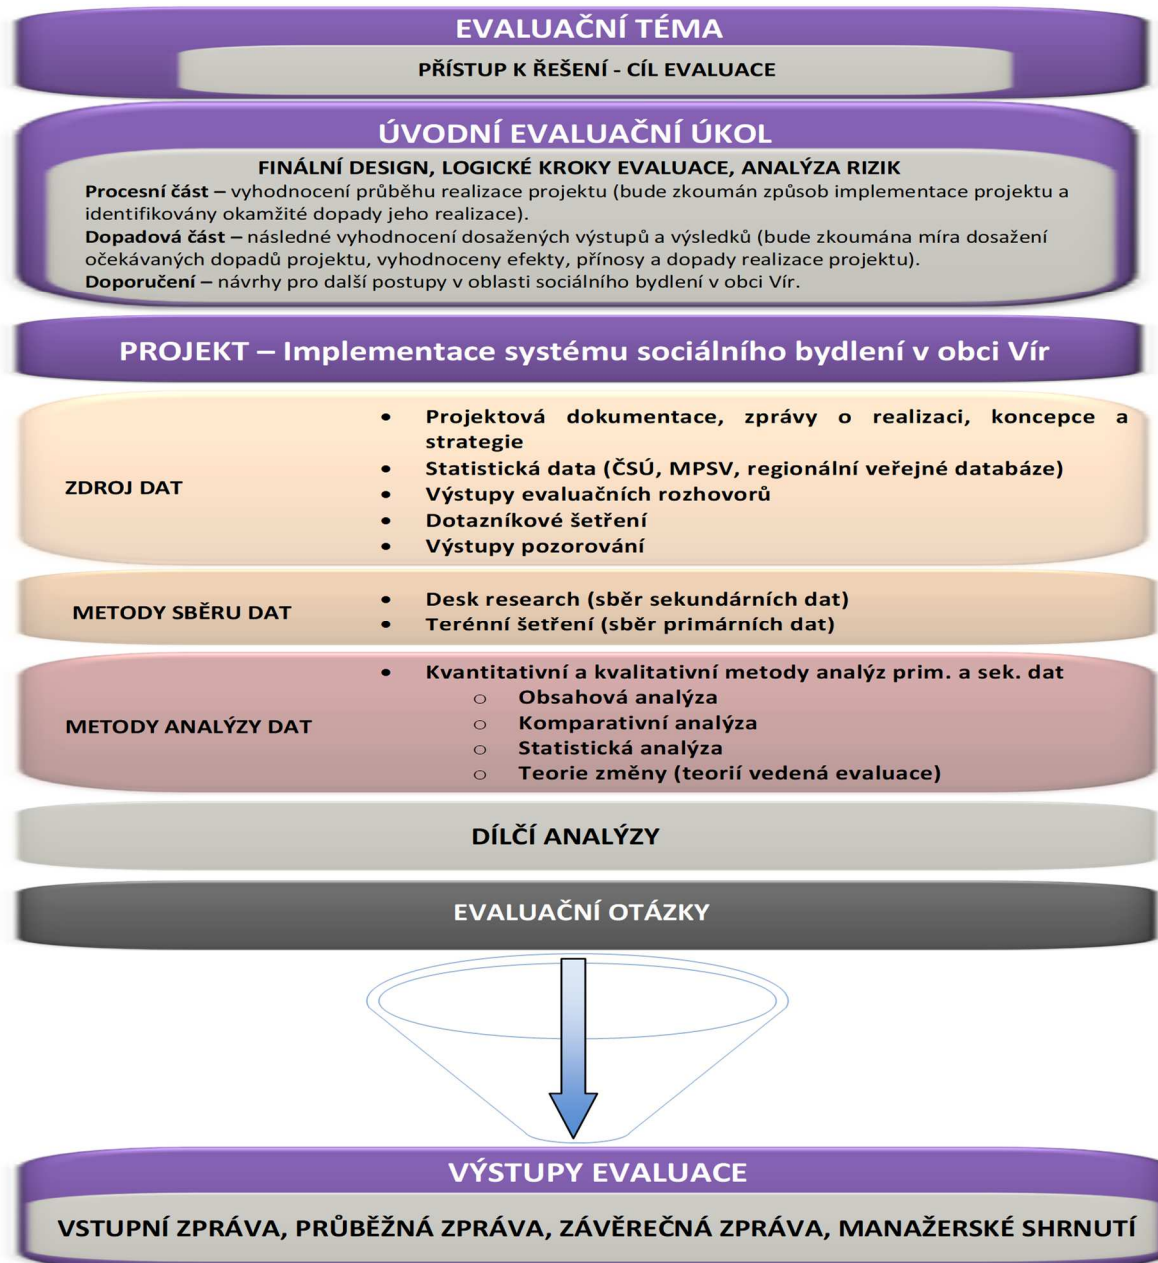 EVALUAČNÍ TÉMA
PŘÍSTUP K ŘEŠENÍ - CÍL EVALUACE
ÚVODNÍ EVALUAČNÍ ÚKOL
FINÁLNÍ DESIGN, LOGICKÉ KROKY EVALUACE, ANALÝZA RIZIK
Procesní část – vyhodnocení průběhu realizace projektu (bude zkoumán způsob implementace projektu a
identifikovány okamžité dopady jeho realizace).
Dopadová část – následné vyhodnocení dosažených výstupů a výsledků (bude zkoumána míra dosažení
očekávaných dopadů projektu, vyhodnoceny efekty, přínosy a dopady realizace projektu).
Doporučení – návrhy pro další postupy v oblasti sociálního bydlení v obci Vír.
PROJEKT – Implementace systému sociálního bydlení v obci Vír
ZDROJ DAT
• Projektová dokumentace, zprávy o realizaci, koncepce a
strategie
• Statistická data (ČSÚ, MPSV, regionální veřejné databáze)
• Výstupy evaluačních rozhovorů
• Dotazníkové šetření
• Výstupy pozorování
METODY SBĚRU DAT
• Desk research (sběr sekundárních dat)
• Terénní šetření (sběr primárních dat)
METODY ANALÝZY DAT
• Kvantitativní a kvalitativní metody analýz prim. a sek. dat
o Obsahová analýza
o Komparativní analýza
o Statistická analýza
o Teorie změny (teorií vedená evaluace)
DÍLČÍ ANALÝZY
EVALUAČNÍ OTÁZKY
VÝSTUPY EVALUACE
VSTUPNÍ ZPRÁVA, PRŮBĚŽNÁ ZPRÁVA, ZÁVĚREČNÁ ZPRÁVA, MANAŽERSKÉ SHRNUTÍ